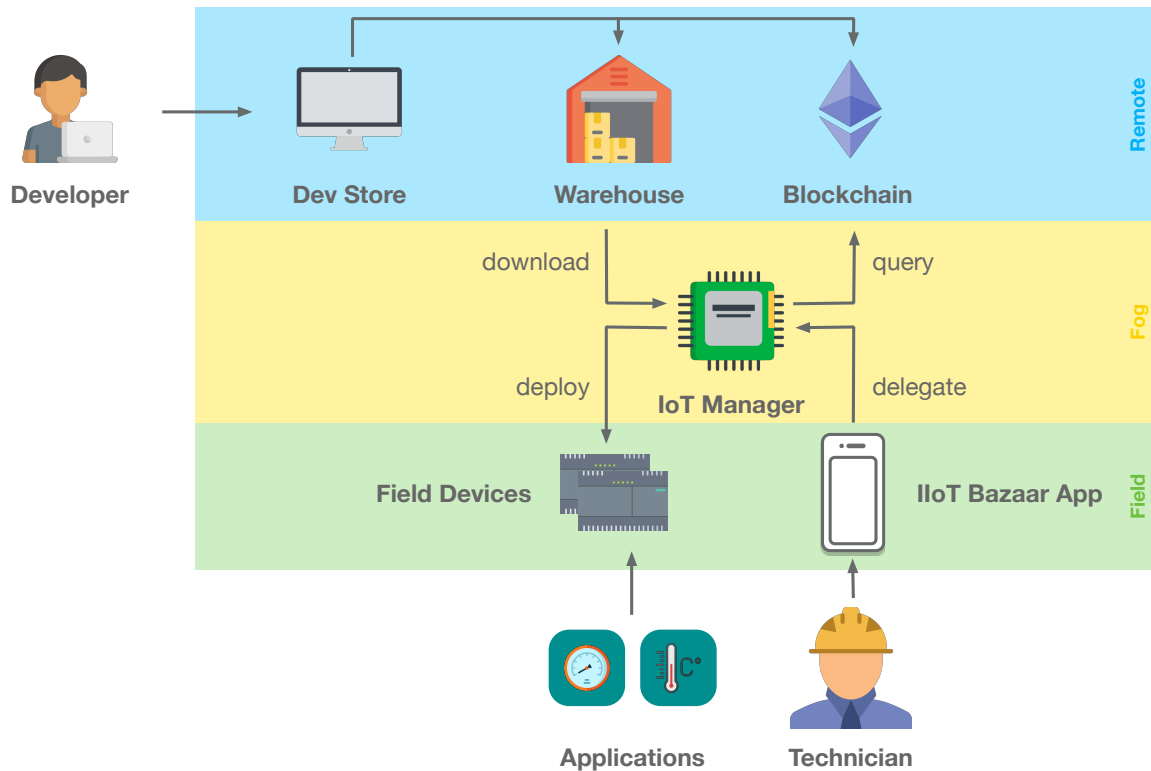 Developer
Dev Store
Warehouse
Blockchain
Remote
download
query
Fog
deploy
delegate
IoT Manager
Field Devices
IIoT Bazaar App
Field
C°
Applications
Technician